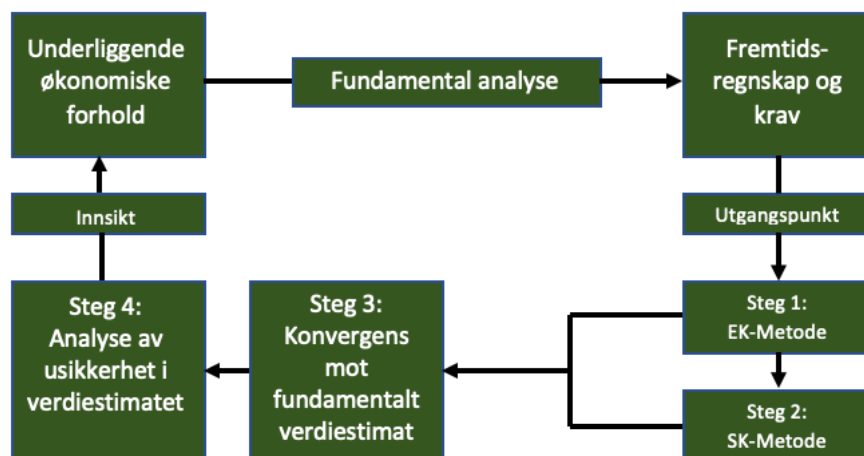 Underliggende
økonomiske
forhold
Fundamental analyse
Fremtids-
regnskap og
krav
Innsikt
Utgangspunkt
Steg 1:
EK-Metode
Steg 2:
SK-Metode
Steg 3:
Konvergens
mot
fundamentalt
verdiestimat
Steg 4:
Analyse av
usikkerhet i
verdiestimatet